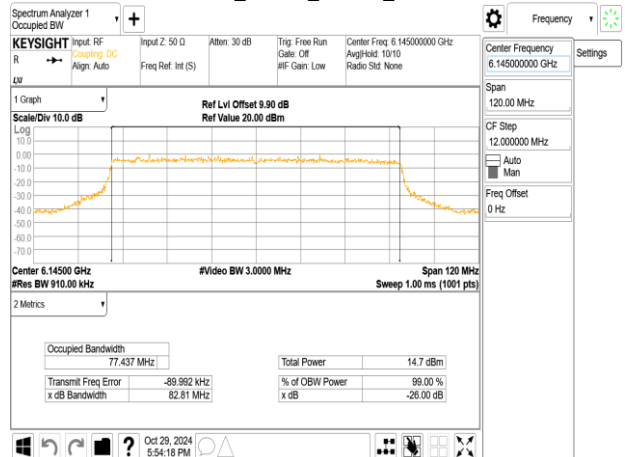 Spectrum Analyzer 1
Occupied BW
Frequency
KEYSIGHT
Input: RF
Coupling: DC
Align: Auto
Input Z: 50 Ω
Freq Ref: Int (S)
Atten: 30 dB
Trig: Free Run
Gate: Off
#IF Gain: Low
Center Freq: 6.145000000 GHz
Avg|Hold: 10/10
Radio Std: None
R
LXI
Center Frequency
6.145000000 GHz
Settings
Span
120.00 MHz
CF Step
12.000000 MHz
Auto
Man
Freq Offset
0 Hz
1 Graph
Scale/Div 10.0 dB
Ref Lvl Offset 9.90 dB
Ref Value 20.00 dBm
Log
10.0
0.00
-10.0
-20.0
-30.0
-40.0
-50.0
-60.0
-70.0
Center 6.14500 GHz
#Video BW 3.0000 MHz
Span 120 MHz
#Res BW 910.00 kHz
Sweep 1.00 ms (1001 pts)
2 Metrics
Occupied Bandwidth
77.437 MHz
Total Power 14.7 dBm
Transmit Freq Error -89.992 kHz
% of OBW Power 99.00 %
x dB Bandwidth 82.81 MHz
x dB -26.00 dB
?
Oct 29, 2024
5:54:18 PM